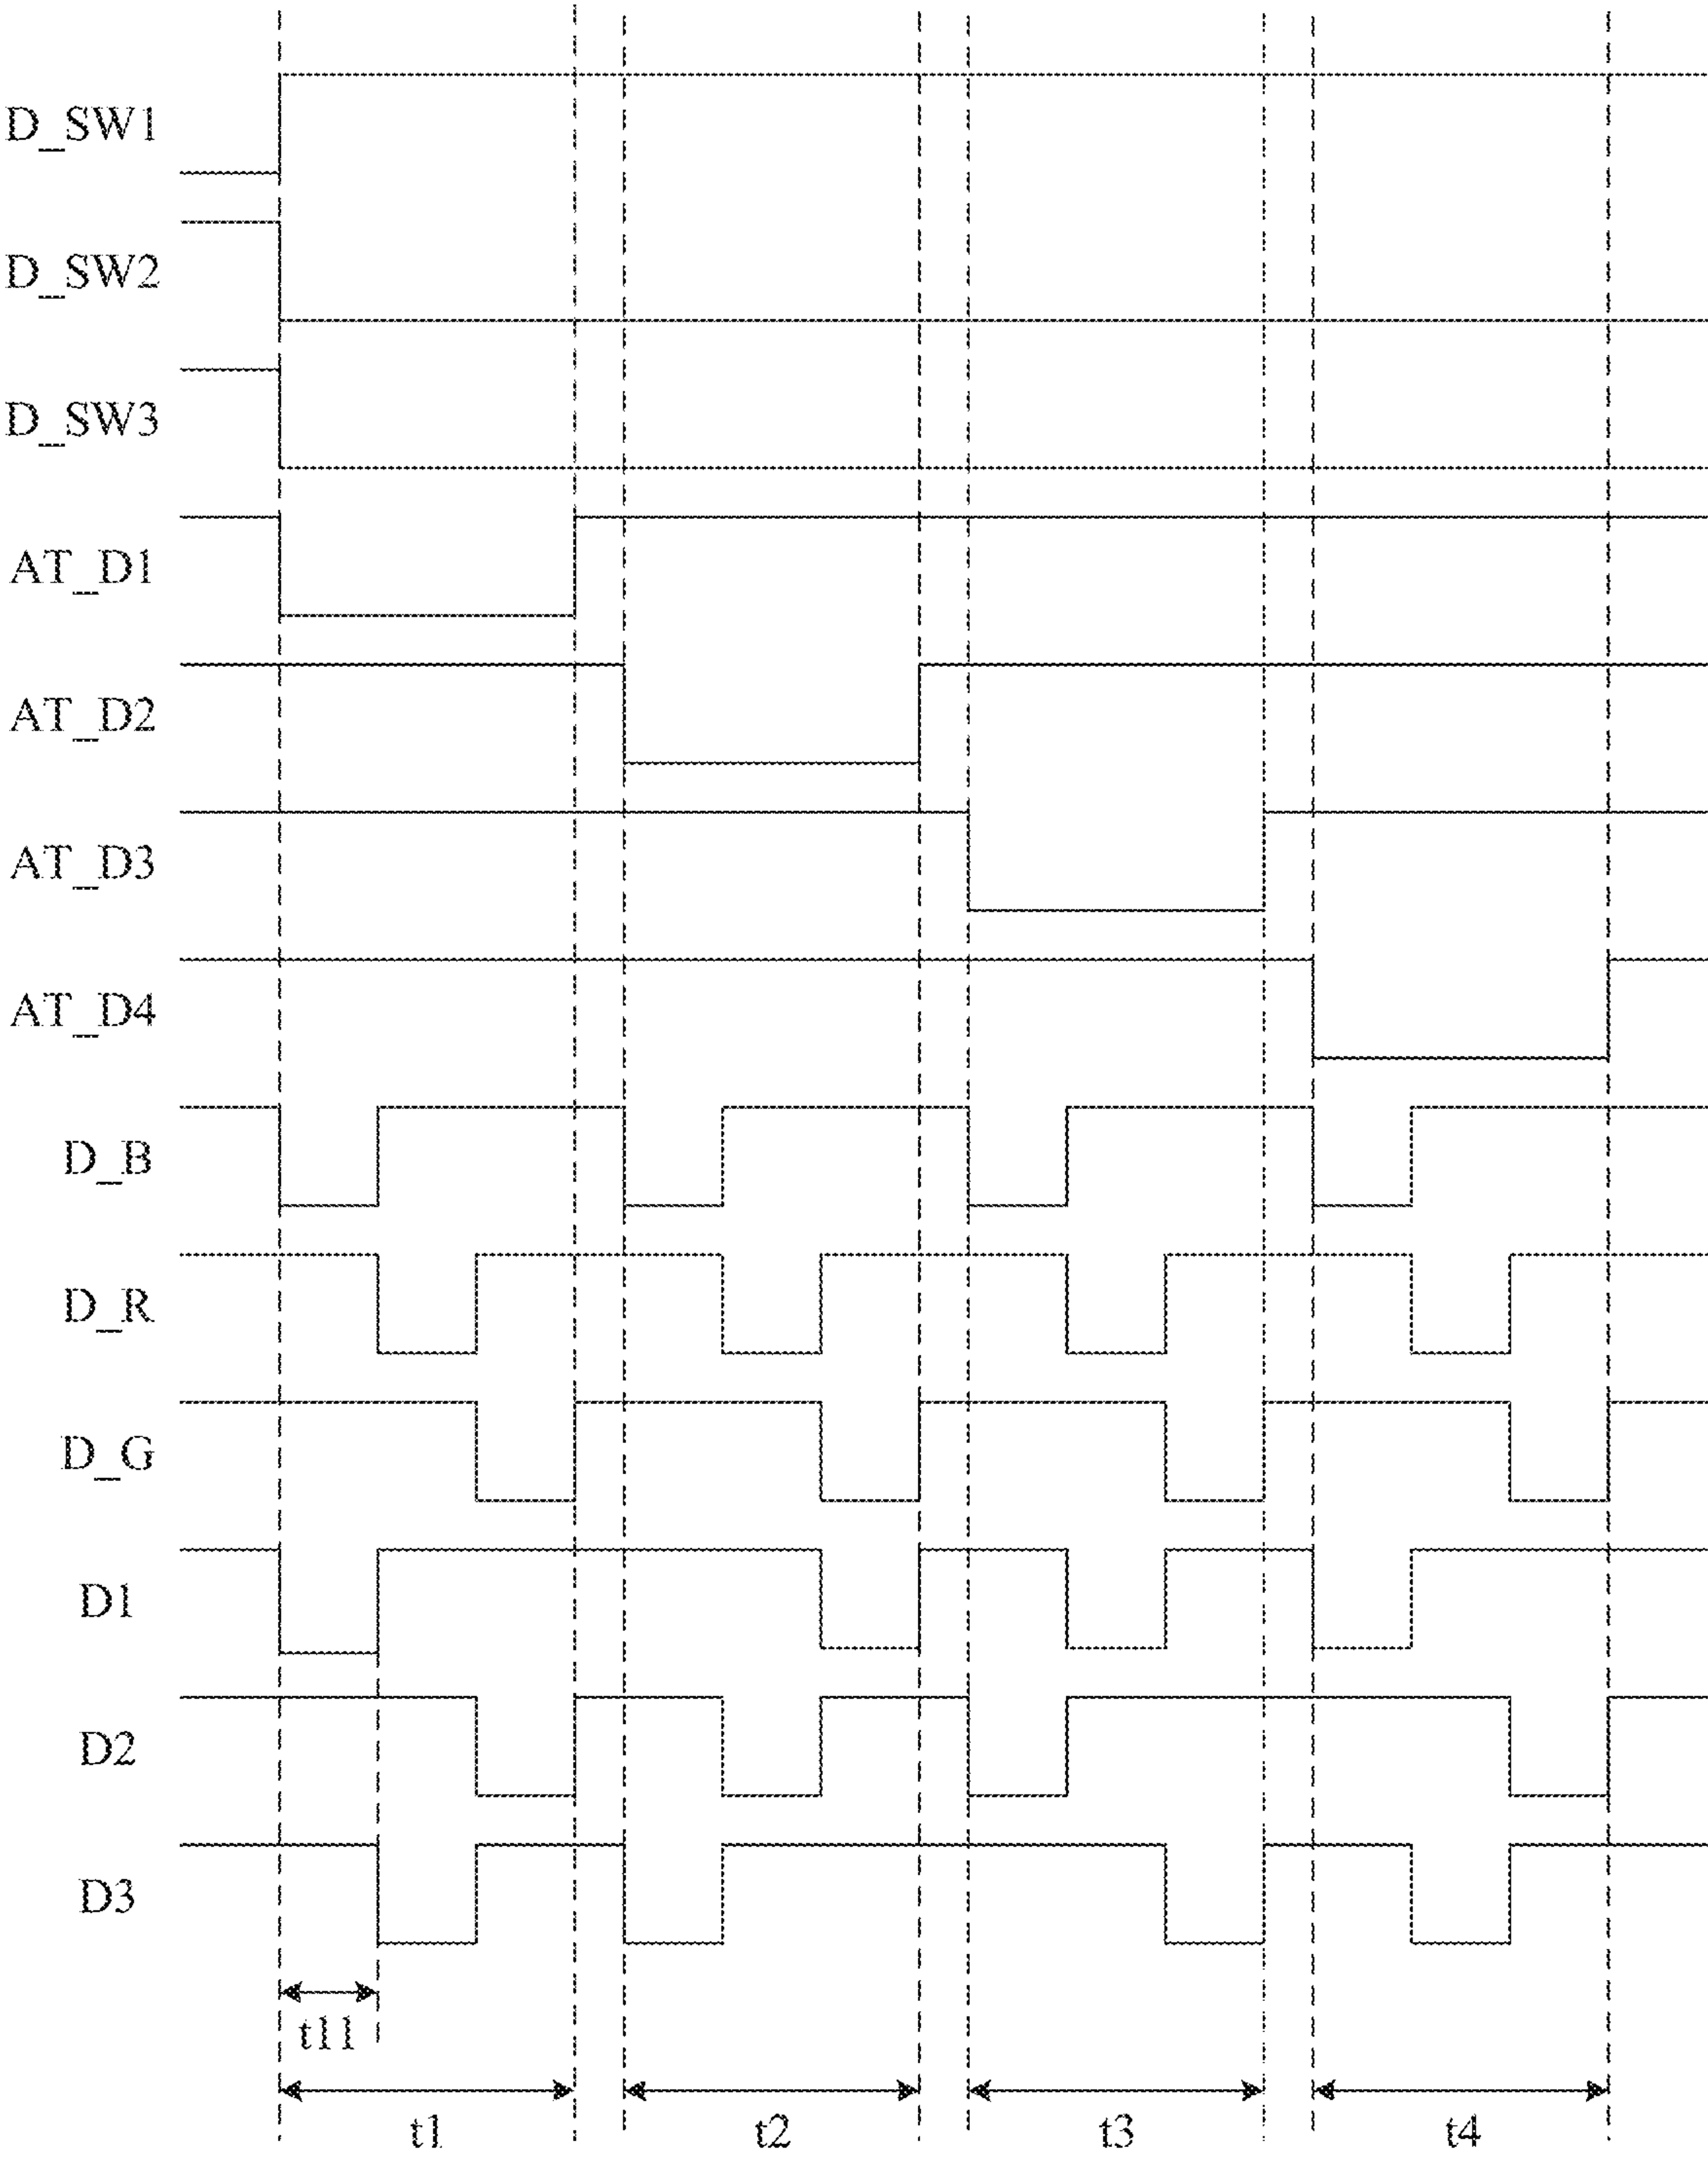 D_SW1
D_SW2
D_SW3
AT_D1
AT_D2
AT_D3
AT_D4
D_B
D_R
D_G
D1
D2
D3
t11
t1 t2 t3 t4